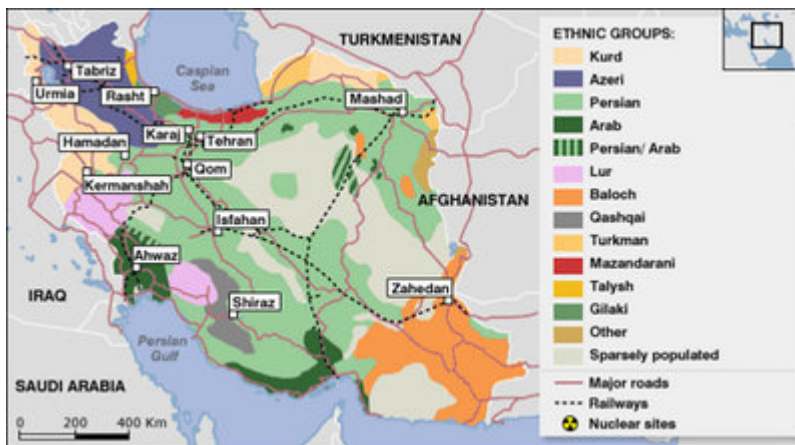 TURKMENISTAN
Caspian
Sea
Tabriz
Urmia
Rasht
Mashad
Karaj
Tehran
Hamadan
Qom
Kermanshah
AFGHANISTAN
Isfahan
Ahwaz
Zahedan
IRAQ
Shiraz
Persian
Gulf
SAUDI ARABIA
0 200 400 Km
ETHNIC GROUPS:
Kurd
Azeri
Persian
Arab
Persian/ Arab
Lur
Baloch
Qashqai
Turkman
Mazandarani
Talysh
Gilaki
Other
Sparsely populated
Major roads
Railways
Nuclear sites